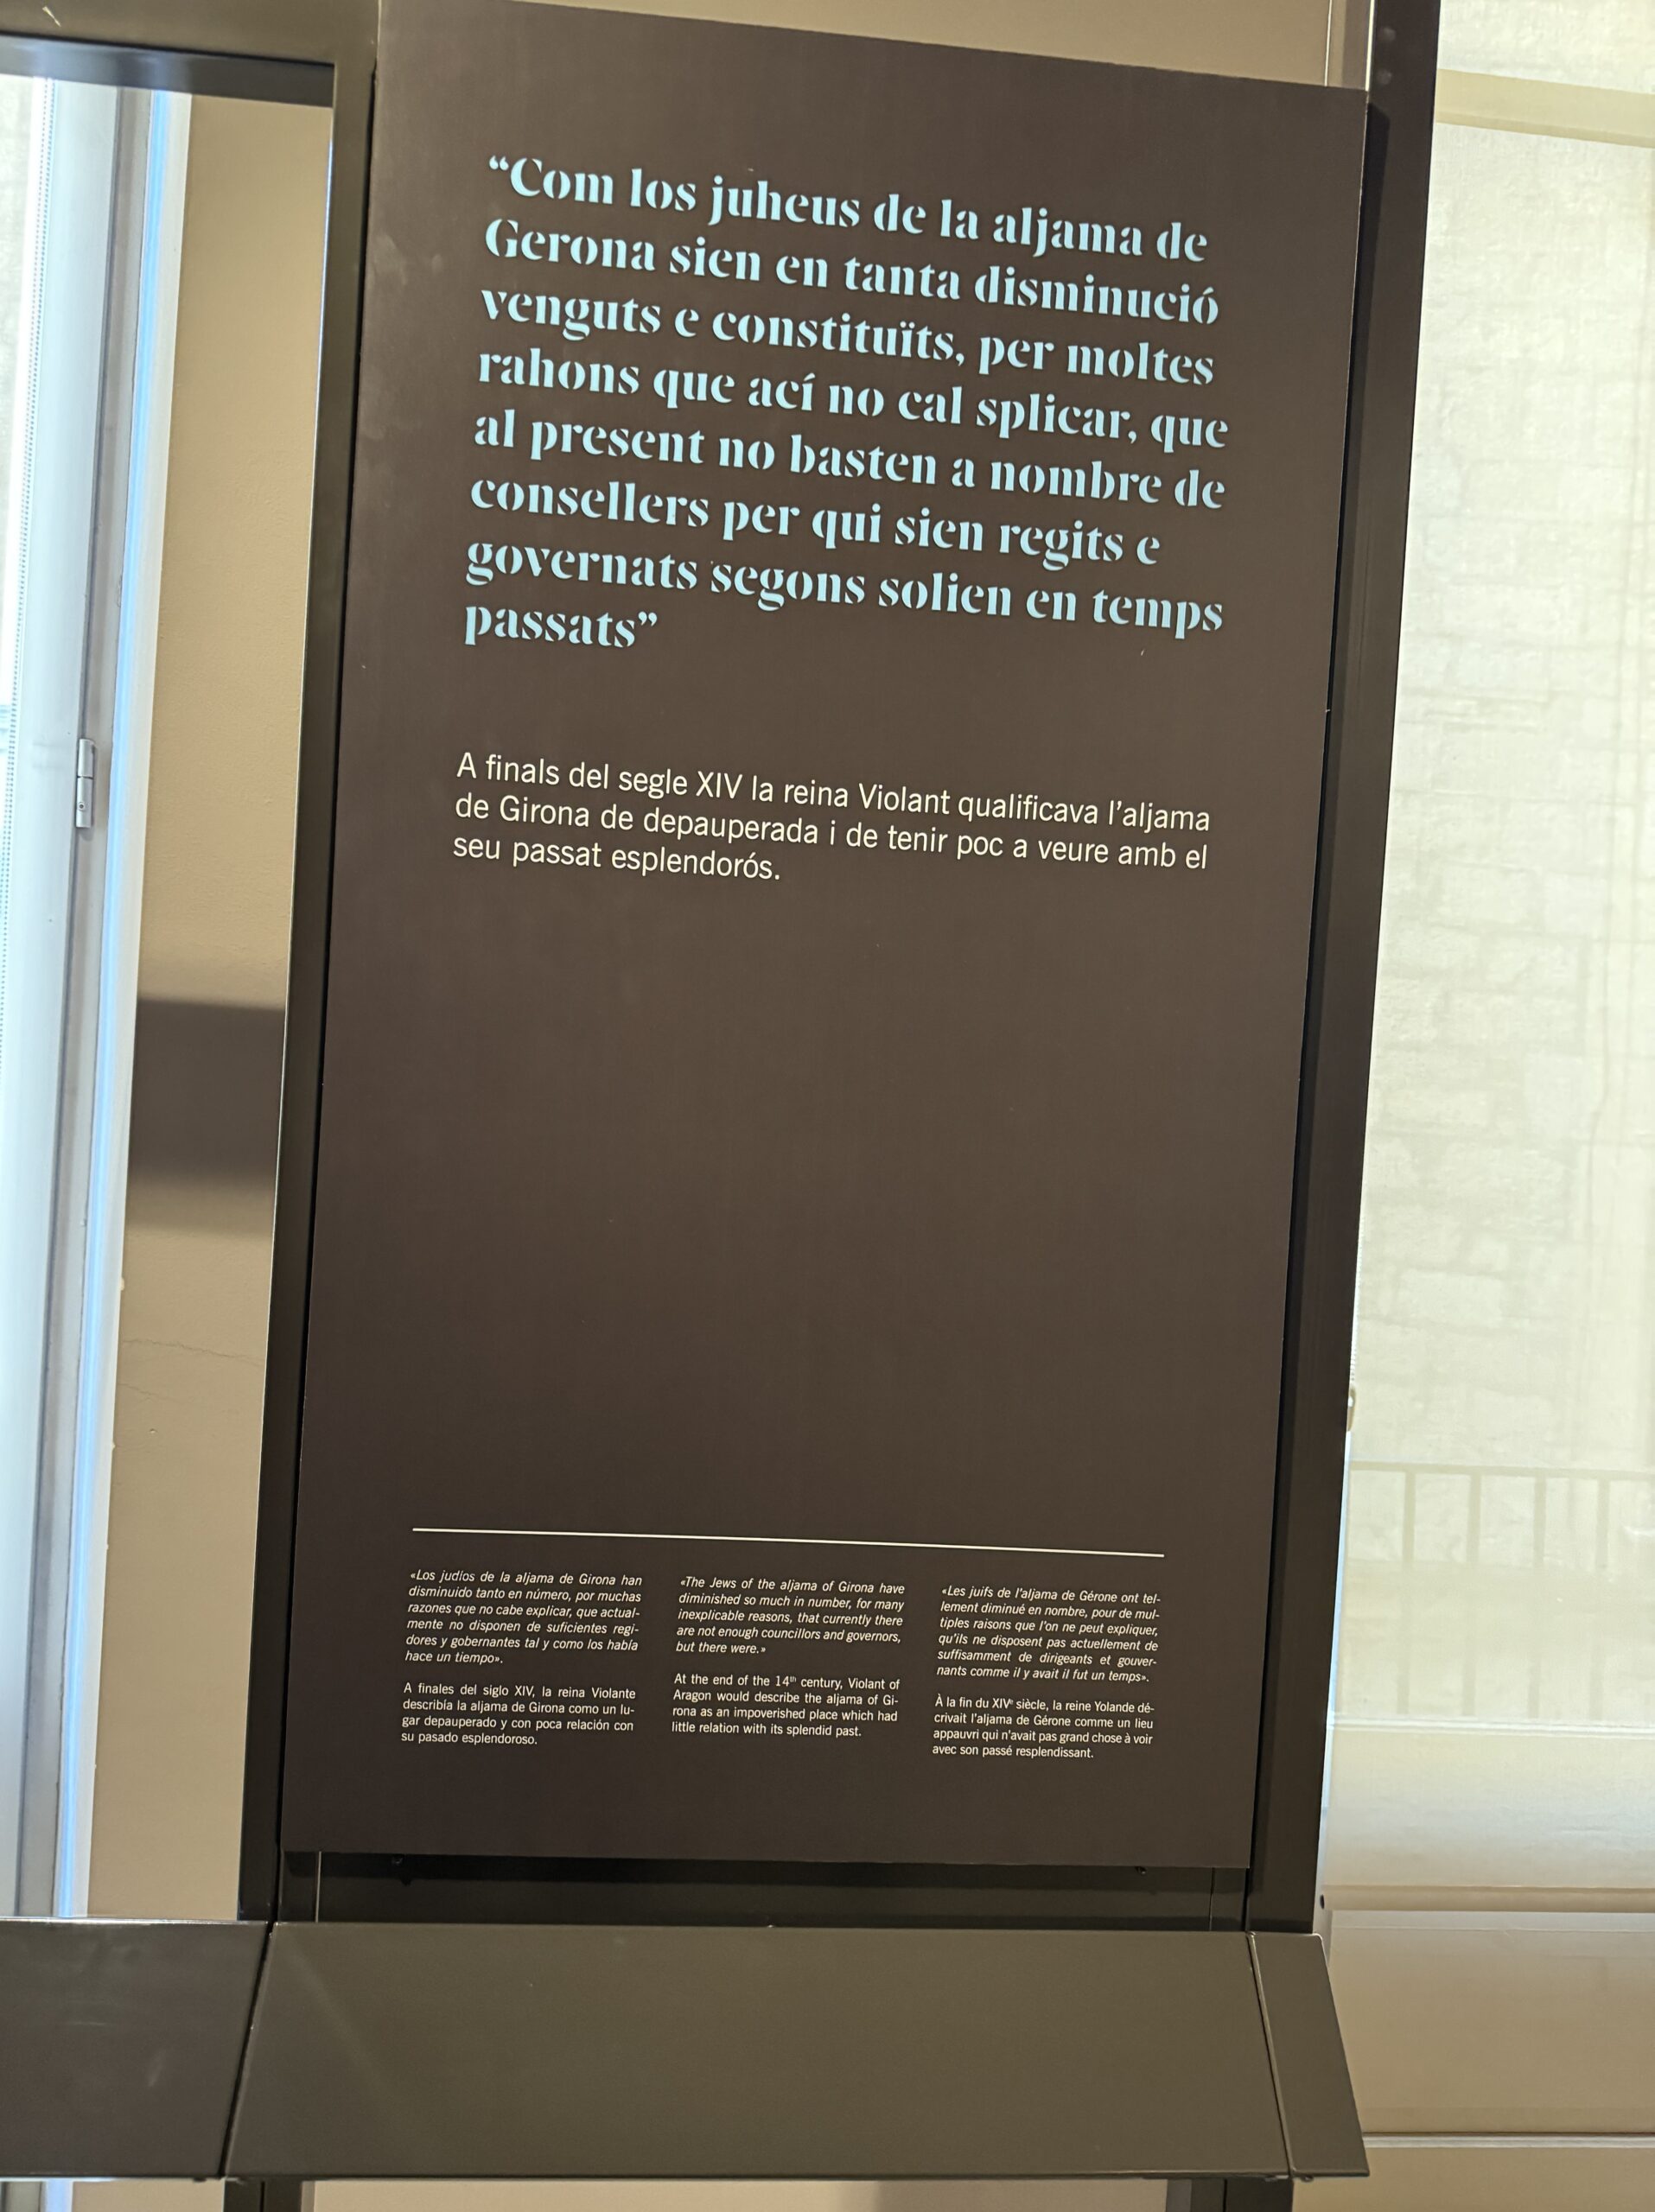 “Com los juheus de la aljama de
Gerona sien en tanta disminució
venguts e constituïts, per moltes
rahons que ací no cal splicar, que
al present no basten a nombre de
consellers per qui sien regits e
governats segons solien en temps
passats”
A finals del segle XIV la reina Violant qualificava l’aljama
de Girona de depauperada i de tenir poc a veure amb el
seu passat esplendorós.
«Los judíos de la aljama de Girona han
disminuido tanto en número, por muchas
razones que no cabe explicar, que actual-
mente no disponen de suficientes regi-
dores y gobernantes tal y como los había
hace un tiempo».
A finales del siglo XIV, la reina Violante
describía la aljama de Girona como un lu-
gar depauperado y con poca relación con
su pasado esplendoroso.
«The Jews of the aljama of Girona have
diminished so much in number, for many
inexplicable reasons, that currently there
are not enough councillors and governors,
but there were.»
At the end of the 14th century, Violant of
Aragon would describe the aljama of Gi-
rona as an impoverished place which had
little relation with its splendid past.
«Les juifs de l’aljama de Gérone ont tel-
lement diminué en nombre, pour de mul-
tiples raisons que l’on ne peut expliquer,
qu’ils ne disposent pas actuellement de
suffisamment de dirigeants et gouver-
nants comme il y avait il fut un temps».
À la fin du XIVe siècle, la reine Yolande dé-
crivait l’aljama de Gérone comme un lieu
appauvri qui n’avait pas grand chose à voir
avec son passé resplendissant.